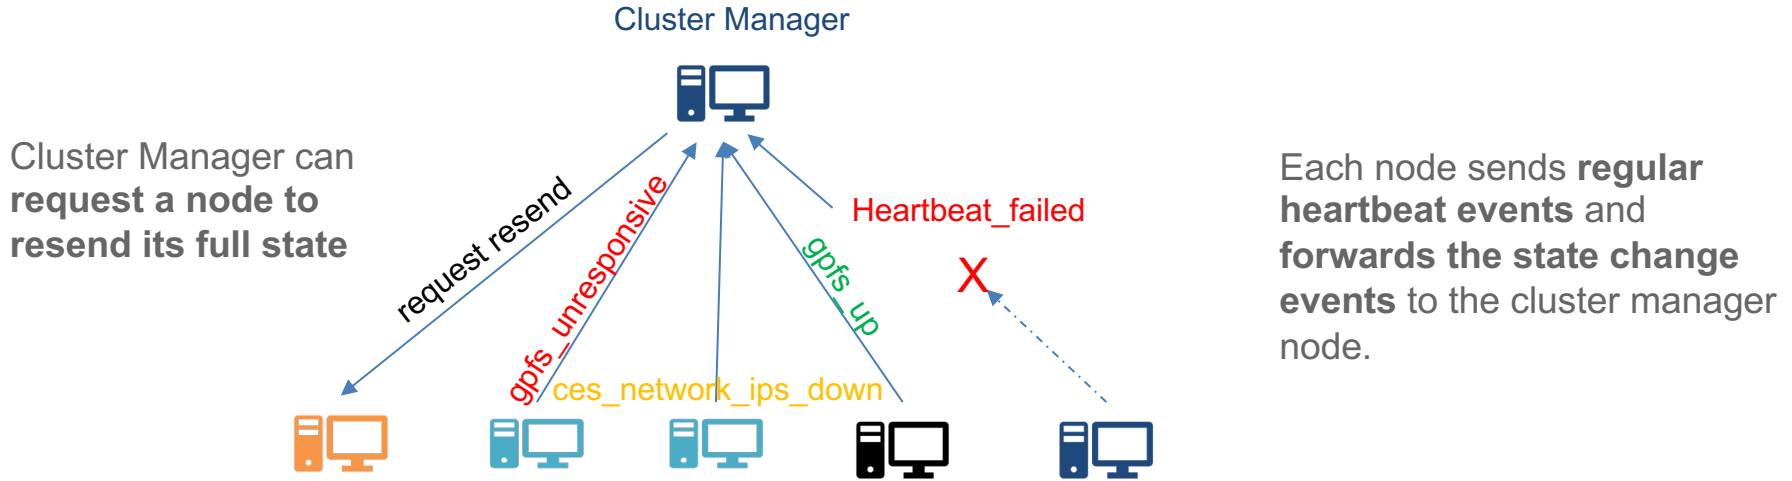 Cluster Manager
Cluster Manager can
request a node to
resend its full state
request resend
gpfs_unresponsive
ces_network_ips_down
gpfs_up
Heartbeat_failed
X
Each node sends regular
heartbeat events and
forwards the state change
events to the cluster manager
node.